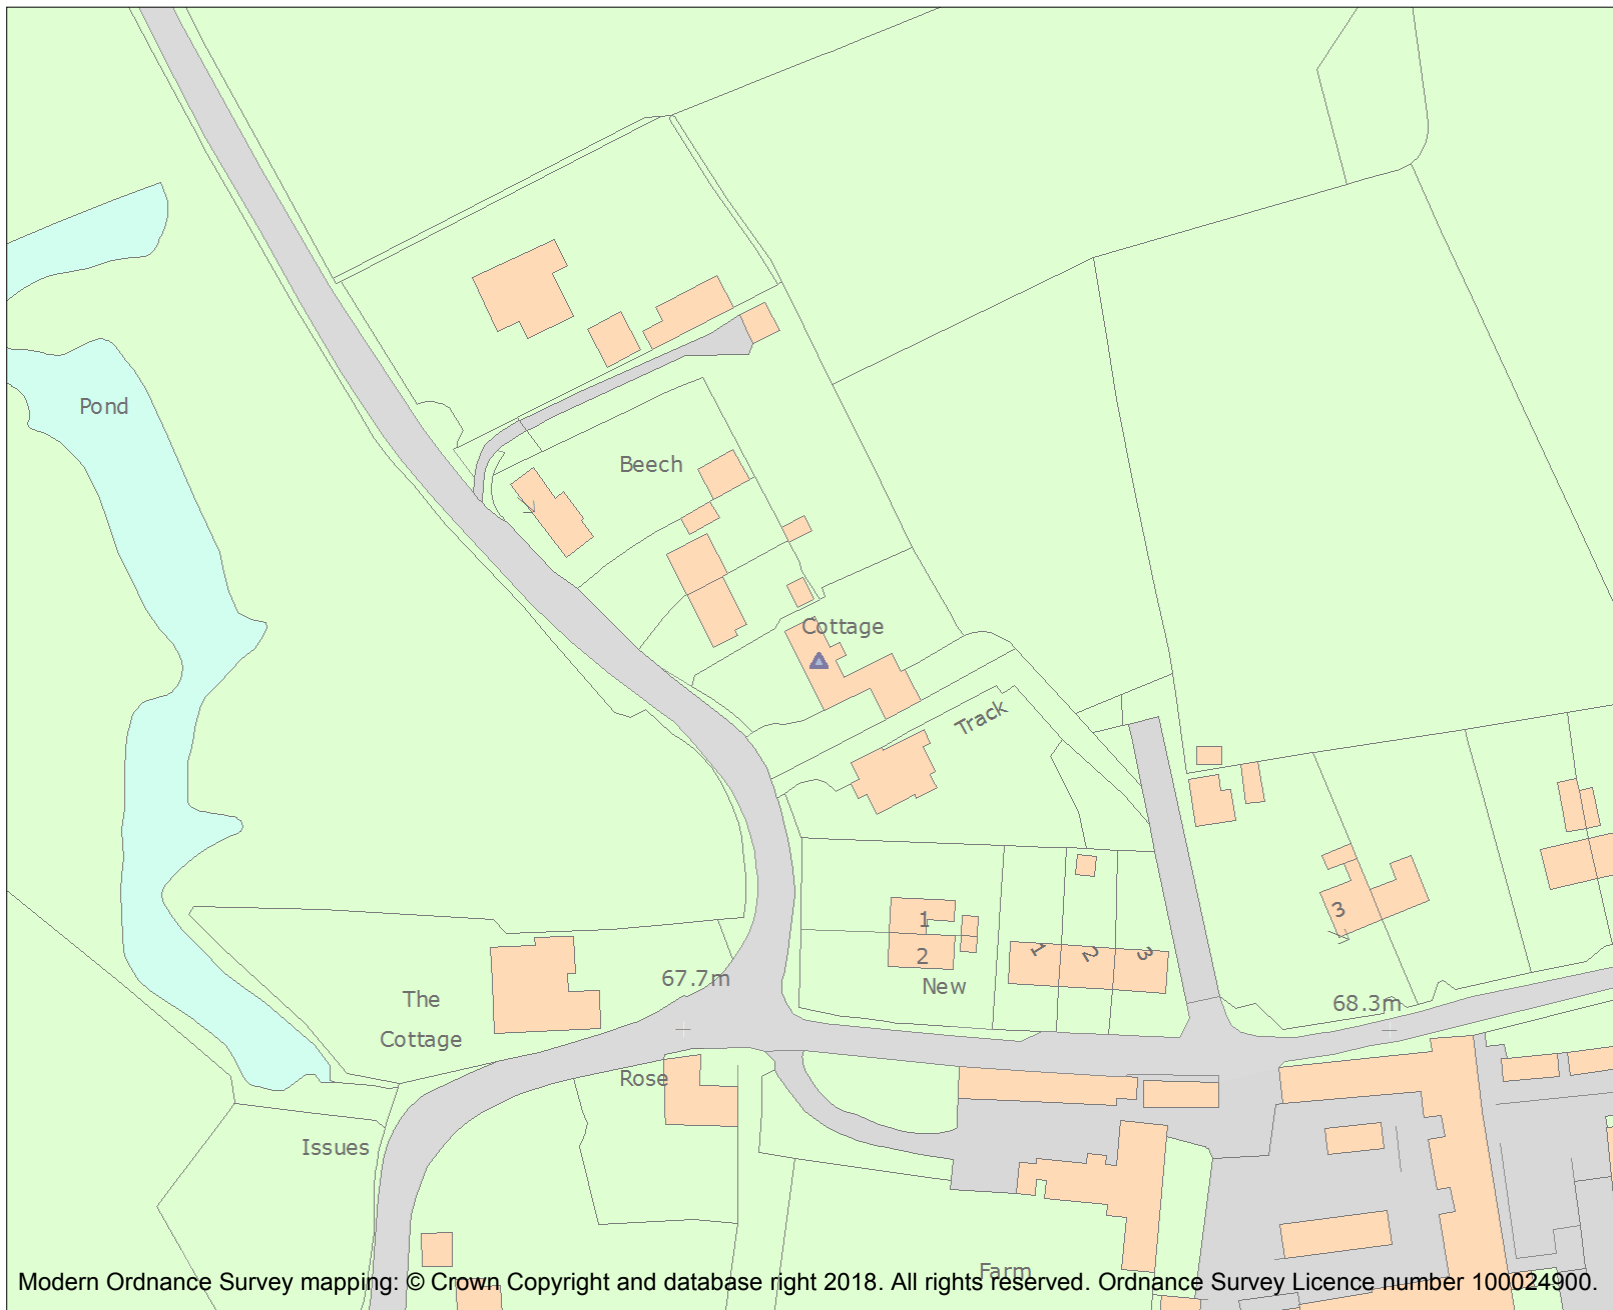 Pond
Beech
Cottage
Track
3
1
2
New
1
2
3
67.7m
68.3m
The
Cottage
Rose
Issues
Farm
Modern Ordnance Survey mapping: © Crown Copyright and database right 2018. All rights reserved. Ordnance Survey Licence number 100024900.